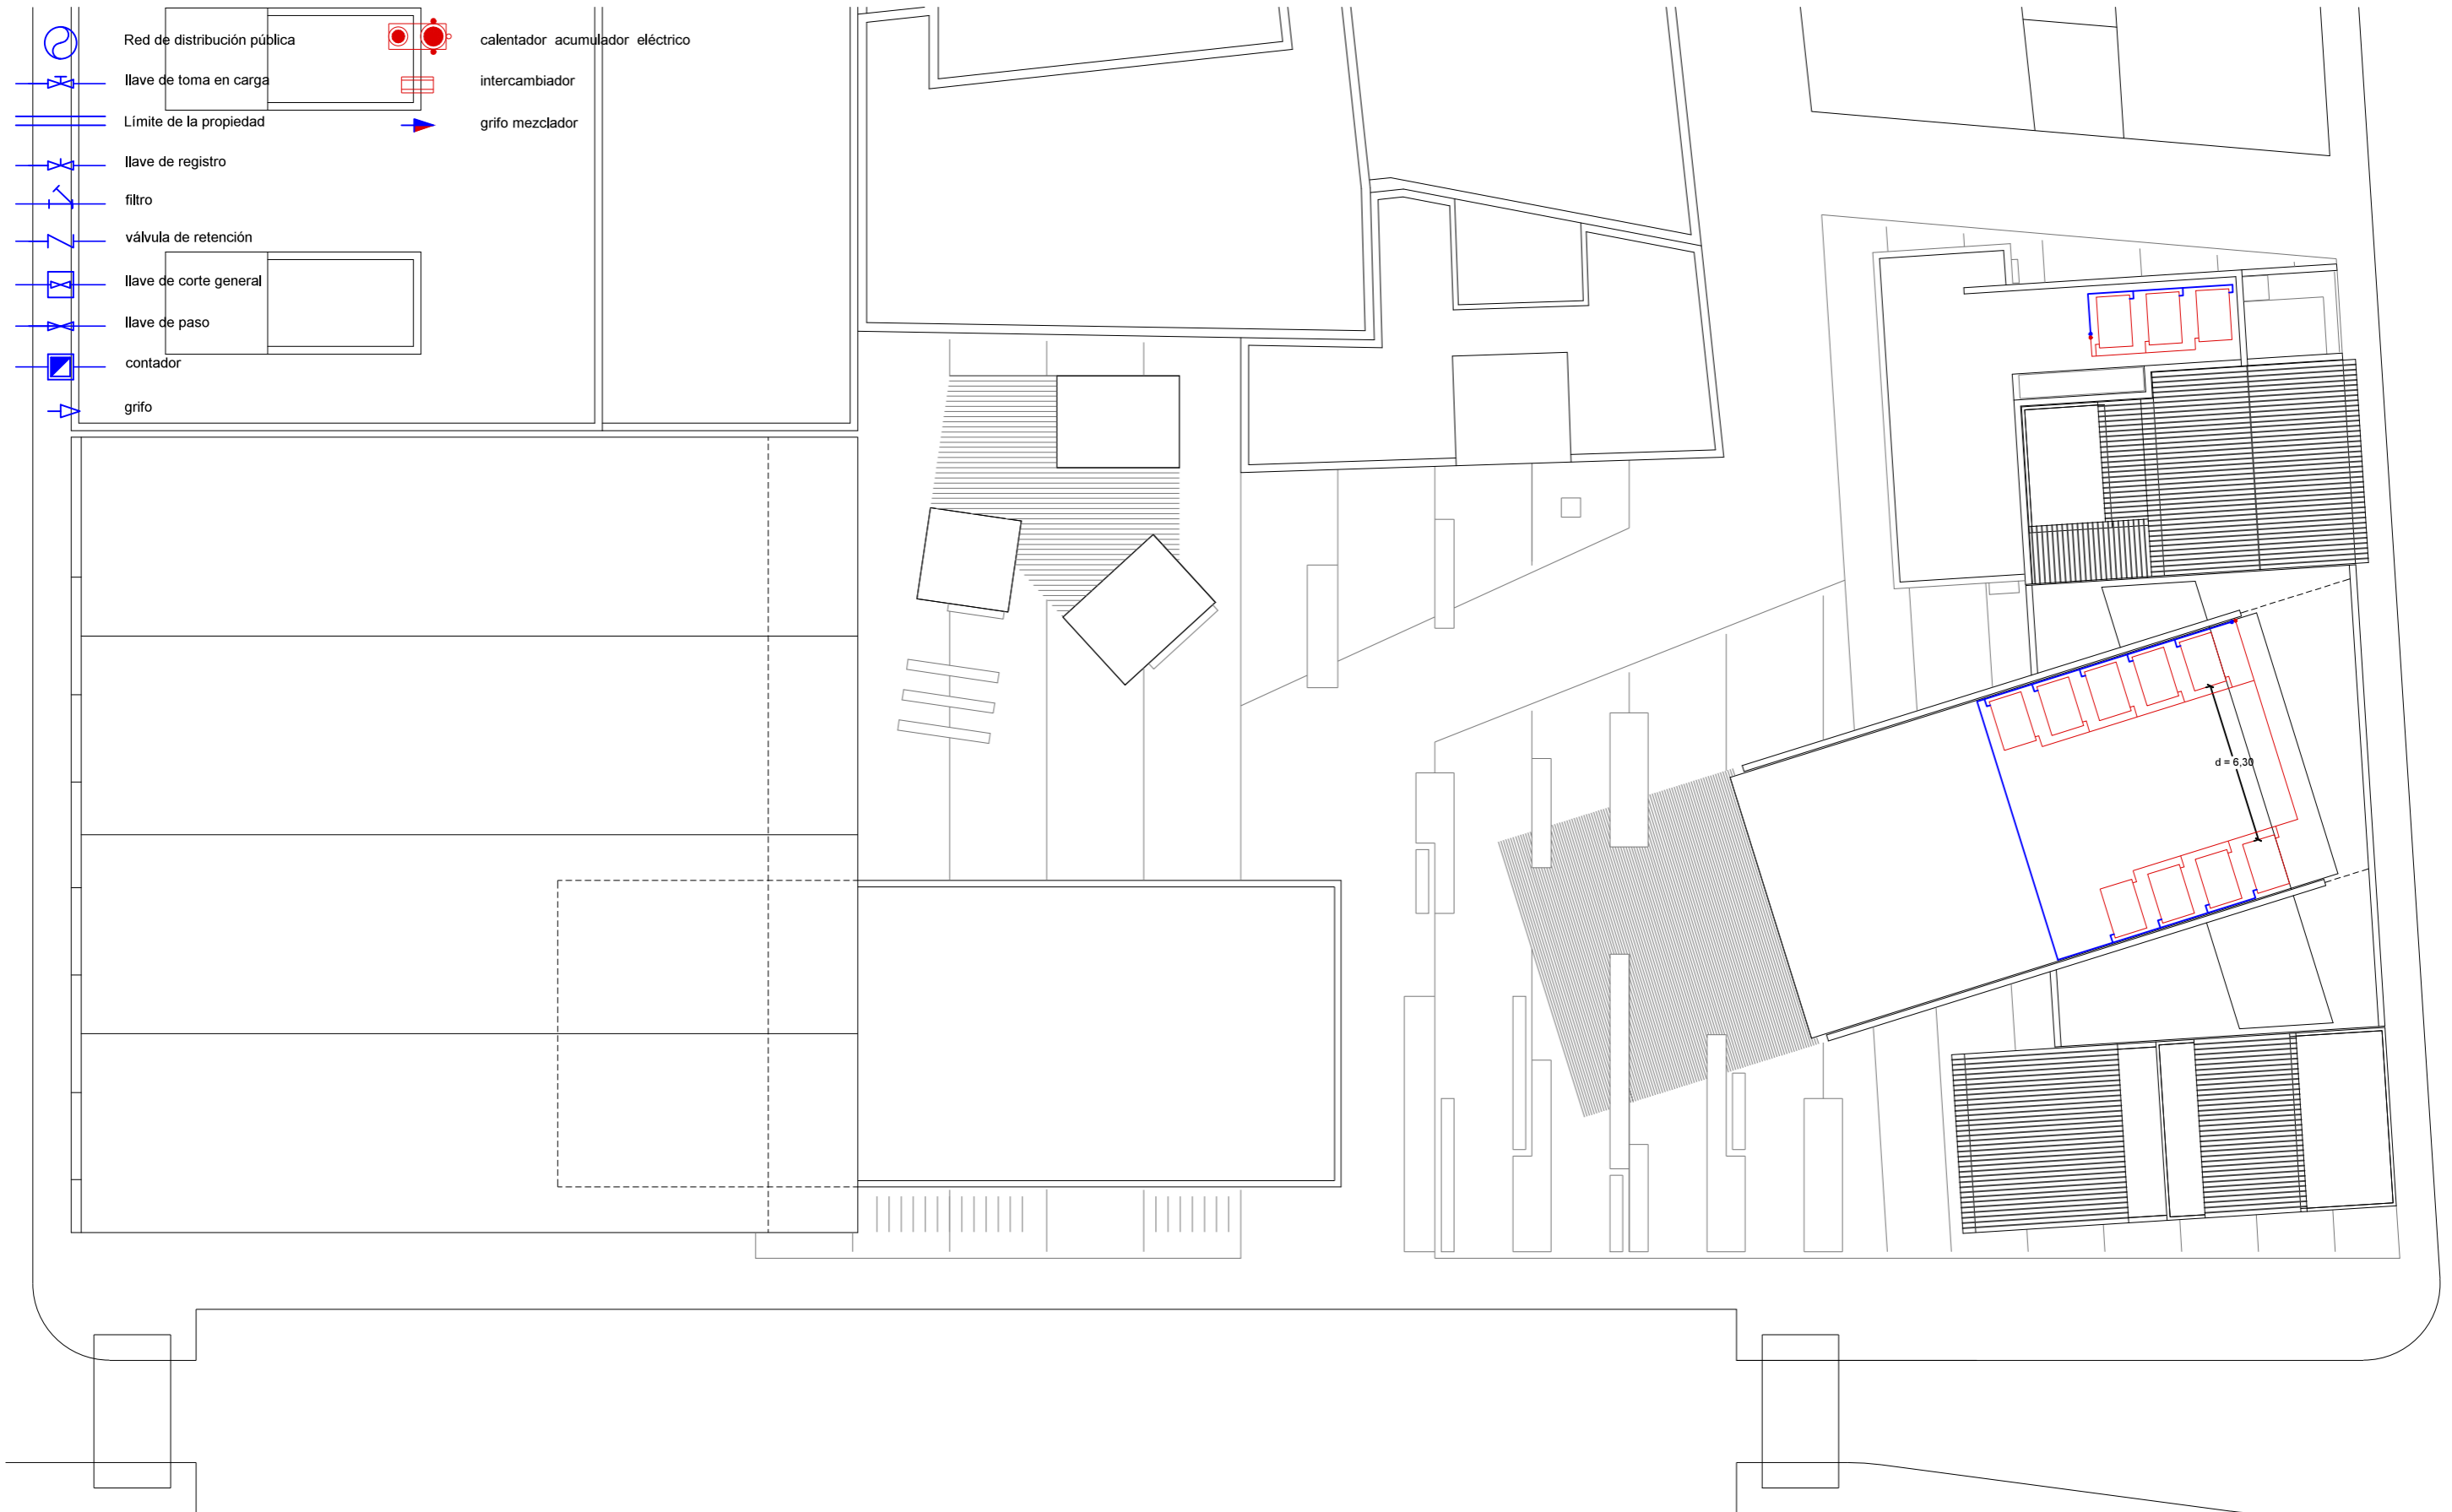 Red de distribución pública
llave de toma en carga
Límite de la propiedad
llave de registro
filtro
válvula de retención
llave de corte general
llave de paso
contador
grifo
calentador acumulador eléctrico
intercambiador
grifo mezclador
d = 6,30